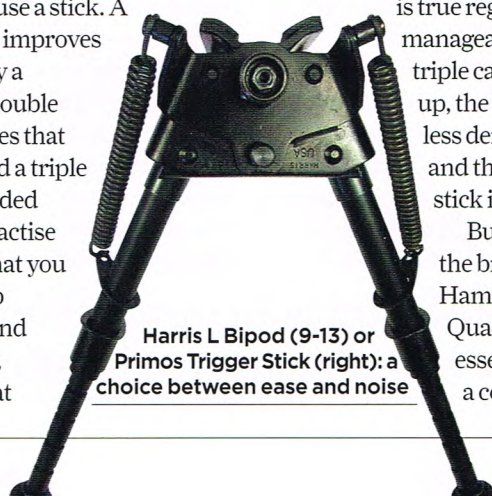 use a stick. A
improves
y a
ouble
es that
d a triple
ded
actise
hat you
nd
at
HARRIS
USA
Harris L Bipod (9-13) or
Primos Trigger Stick (right): a
choice between ease and noise
is true reg
managea
triple ca
up, the
less de
and th
stick i
Bu
the b
Ham
Qua
esse
a c